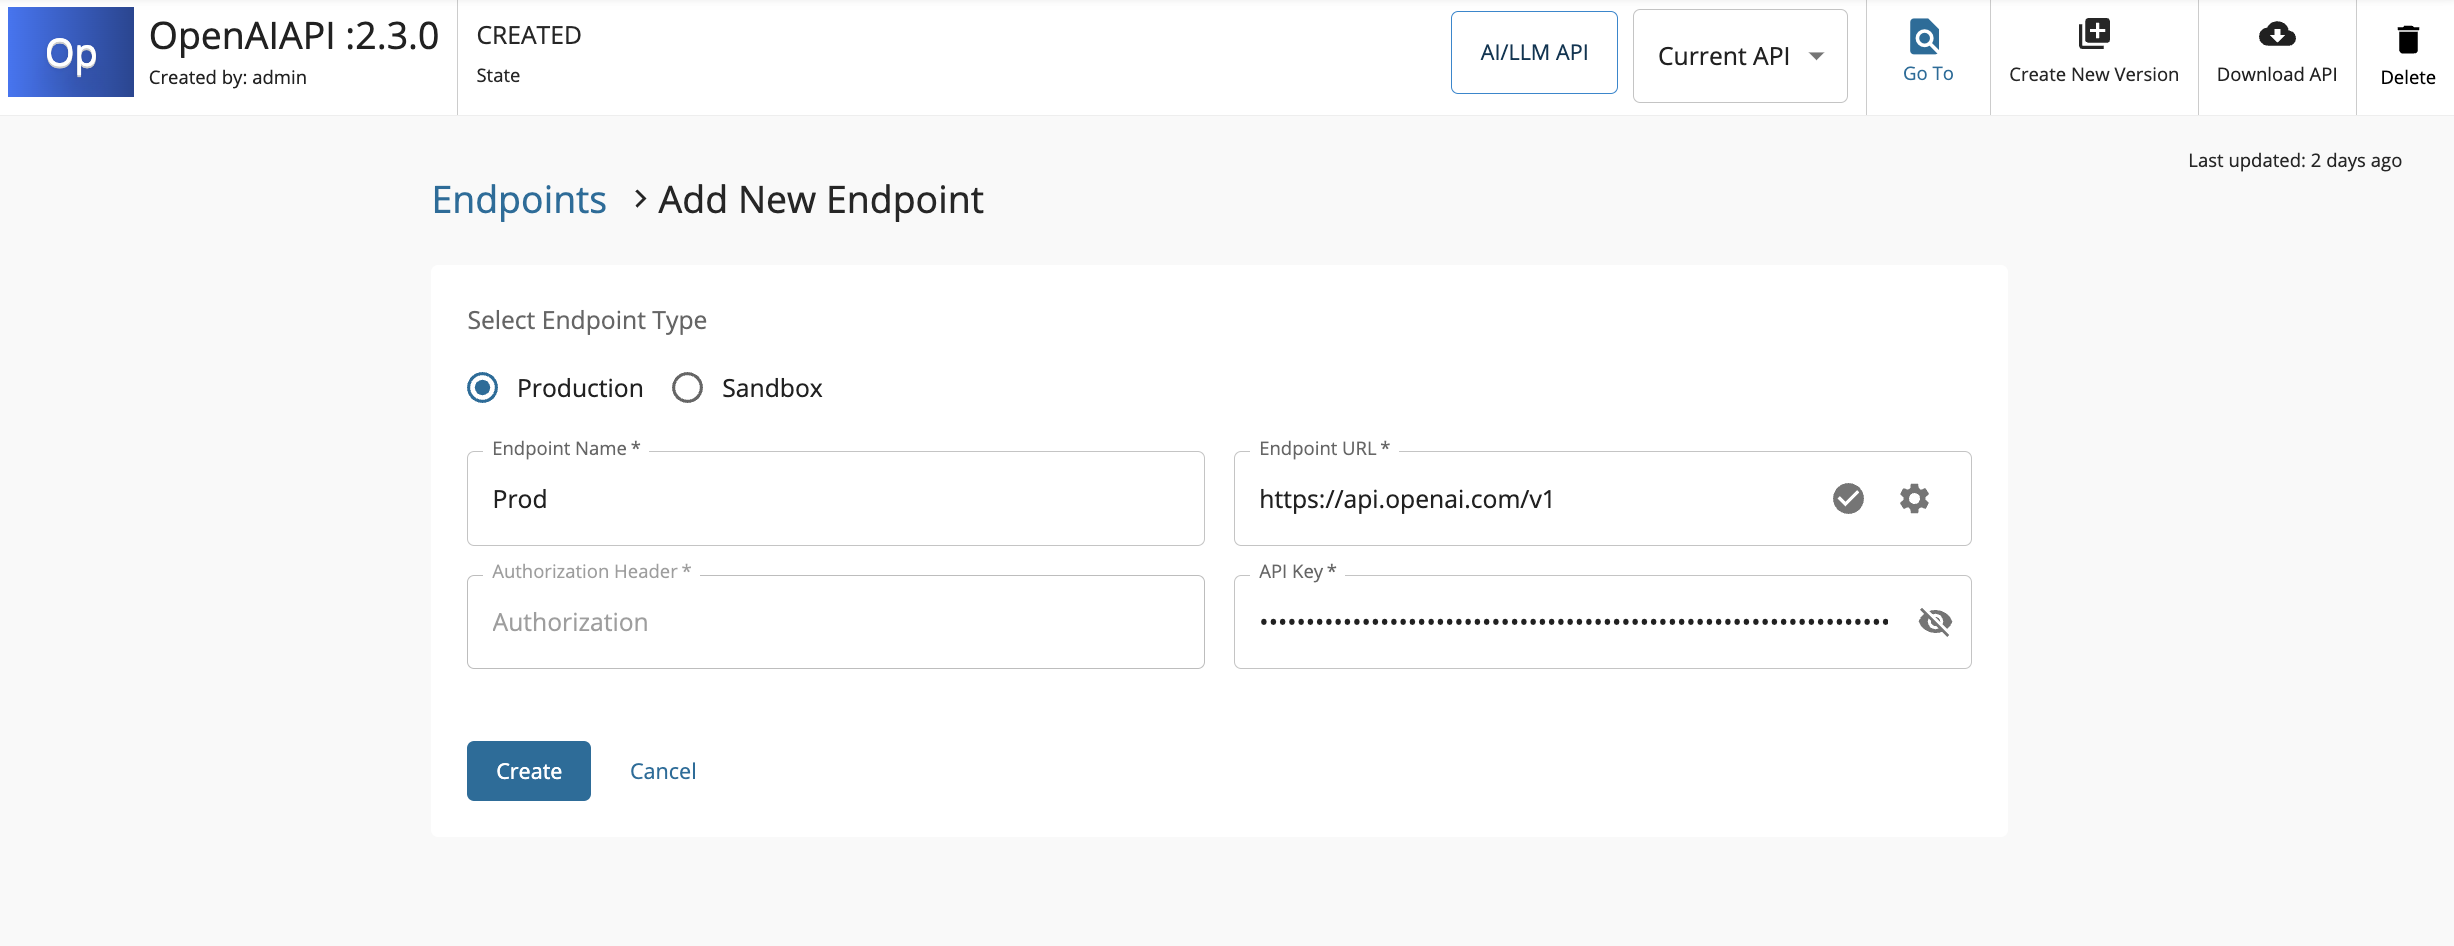 Op
OpenAIAPI :2.3.0
Created by: admin
CREATED
State
AI/LLM API
Current API
Go To
Create New Version
Download API
Delete
Last updated: 2 days ago
Endpoints > Add New Endpoint
Select Endpoint Type
Production
Sandbox
Endpoint Name *
Prod
Endpoint URL *
https://api.openai.com/v1
Authorization Header *
Authorization
API Key *
Create
Cancel